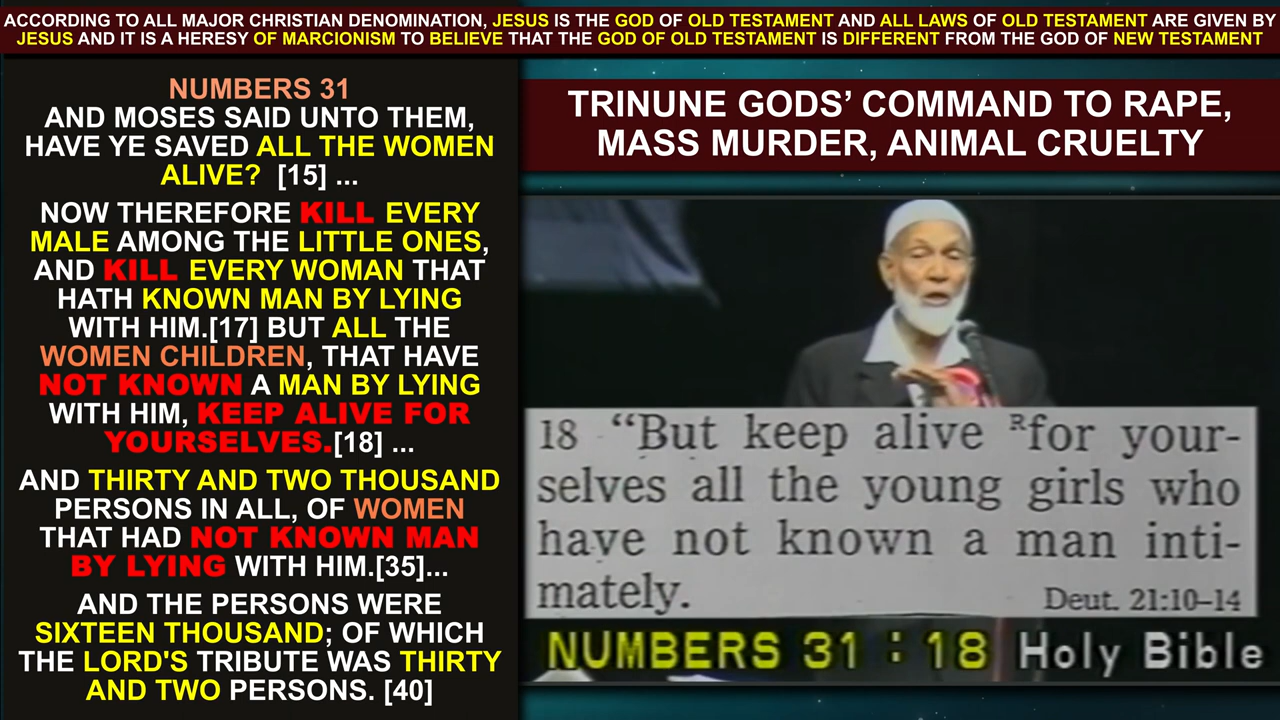 ACCORDING TO ALL MAJOR CHRISTIAN DENOMINATION, JESUS IS THE GOD OF OLD TESTAMENT AND ALL LAWS OF OLD TESTAMENT ARE GIVEN BY
JESUS AND IT IS A HERESY OF MARCIONISM TO BELIEVE THAT THE GOD OF OLD TESTAMENT IS DIFFERENT FROM THE GOD OF NEW TESTAMENT
NUMBERS 31
AND MOSES SAID UNTO THEM,
HAVE YE SAVED ALL THE WOMEN
ALIVE? [15] ...
NOW THEREFORE KILL EVERY
MALE AMONG THE LITTLE ONES,
AND KILL EVERY WOMAN THAT
HATH KNOWN MAN BY LYING
WITH HIM.[17] BUT ALL THE
WOMEN CHILDREN, THAT HAVE
NOT KNOWN A MAN BY LYING
WITH HIM, KEEP ALIVE FOR
YOURSELVES.[18] ...
AND THIRTY AND TWO THOUSAND
PERSONS IN ALL, OF WOMEN
THAT HAD NOT KNOWN MAN
BY LYING WITH HIM.[35]...
AND THE PERSONS WERE
SIXTEEN THOUSAND; OF WHICH
THE LORD'S TRIBUTE WAS THIRTY
AND TWO PERSONS. [40]
TRINUNE GODS’ COMMAND TO RAPE,
MASS MURDER, ANIMAL CRUELTY
18 “But keep alive ᴿfor your-
selves all the young girls who
have not known a man inti-
mately. Deut. 21:10–14
NUMBERS 31 : 18 Holy Bible